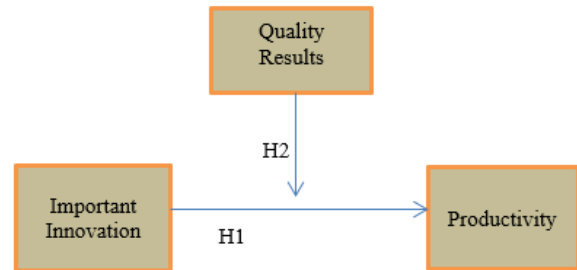 Quality
Results
H2
Important
Innovation
H1
Productivity